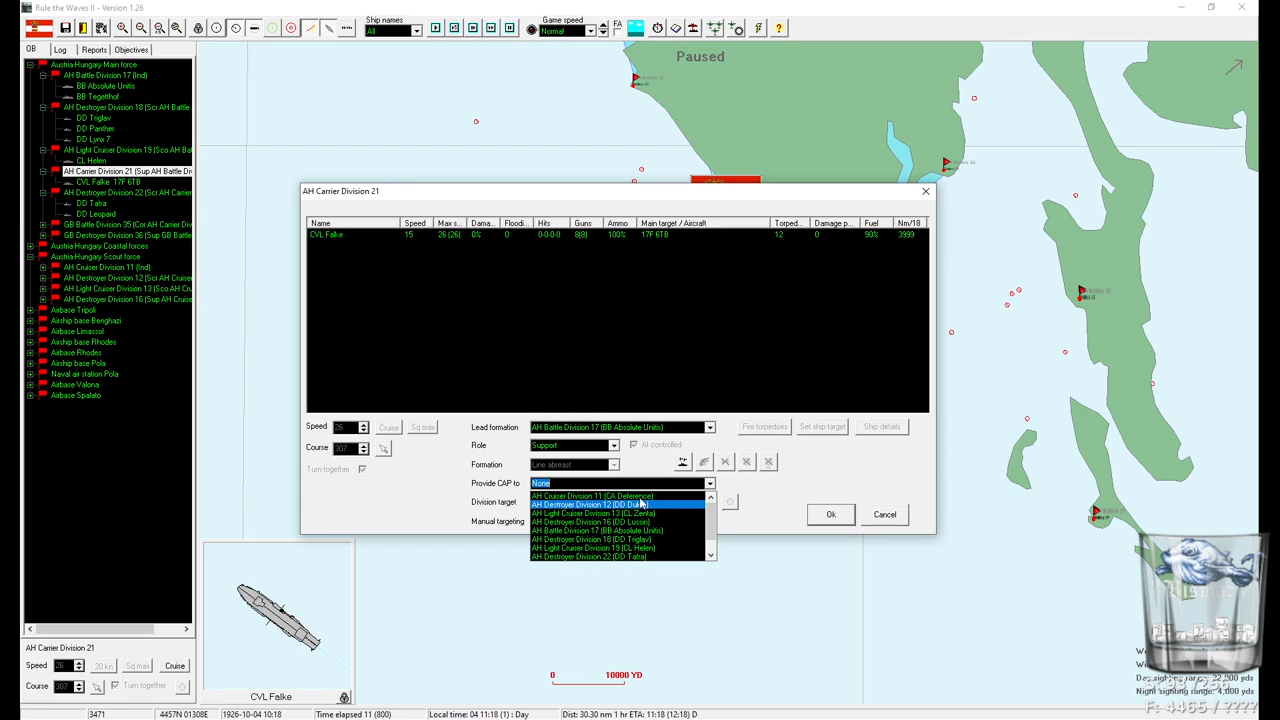 Rule the Waves II - Version 1.26
Ship names
All
Game speed
Normal
FA
OB Log Reports Objectives
Paused
Austria-Hungary Main force
AH Battle Division 17 (Ind)
BB Absolute Unitis
BB Tegetthof
AH Destroyer Division 18 (Scr AH Battle
DD Triglav
DD Panther
DD Lynx 7
AH Light Cruiser Division 19 (Sco AH Bat
CL Helen
AH Carrier Division 21 (Sup AH Battle Div
CVL Falke 17F 6TB
AH Destroyer Division 22 (Scr AH Carrier
DD Tatra
DD Leopard
GB Battle Division 35 (Cor AH Carrier Div
GB Destroyer Division 36 (Sup GB Battle
Austria-Hungary Coastal forces
Austria-Hungary Scout force
AH Cruiser Division 11 (Ind)
AH Destroyer Division 12 (Scr AH Cruiser
AH Light Cruiser Division 13 (Sco AH Cru
AH Destroyer Division 16 (Sup AH Cruise
Airbase Tripoli
Airship base Benghazi
Airbase Limassol
Airship base Rhodes
Airbase Rhodes
Airship base Pola
Naval air station Pola
Airbase Valona
Airbase Spalato
AH Carrier Division 21
Name Speed Max s... Dama... Floodi... Hits Guns Ammo Main target / Aircraft Torped... Damage p... Fuel Nm/18
CVL Falke 15 26 (26) 0% 0 0-0-0-0 8(8) 100% 17F 6TB 12 0 90% 3999
Speed 26 Cruise Sq max
Course 307
Turn together
Lead formation AH Battle Division 17 (BB Absolute Unitis)
Fire torpedoes Set ship target Ship details
Role Support AI controlled
Formation Line abreast
Provide CAP to None
Division target
Manual targeting
AH Cruiser Division 11 (CA Deference)
AH Destroyer Division 12 (DD
AH Light Cruiser Division 13 (CL Zenta)
AH Destroyer Division 16 (DD Lussin)
AH Battle Division 17 (BB Absolute Unitis)
AH Destroyer Division 18 (DD Triglav)
AH Light Cruiser Division 19 (CL Helen)
AH Destroyer Division 22 (DD Tatra)
Ok Cancel
AH Carrier Division 21
Speed 26 20 kn Sq max Cruise
Course 307 Turn together
CVL Falke
0 10000 YD
Day sighting range: 22,000 yds
Night sighting range: 4,000 yds
F: 4465 / ????
3471 4457N 01308E 1926-10-04 10:18 Time elapsed 11 (800) Local time: 04 11:18 (1) : Day Dist: 30.30 nm 1 hr ETA: 11:18 (12:18) D